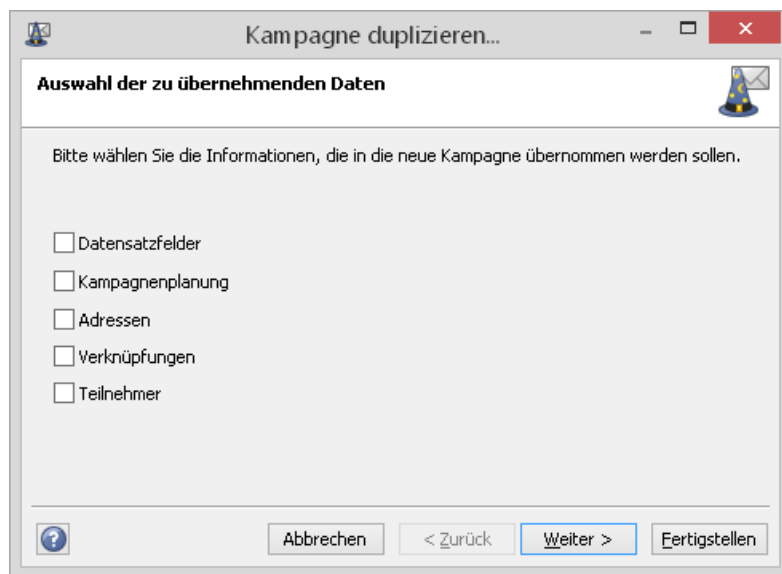 Kampagne duplizieren...
Auswahl der zu übernehmenden Daten
Bitte wählen Sie die Informationen, die in die neue Kampagne übernommen werden sollen.
Datensatzfelder
Kampagnenplanung
Adressen
Verknüpfungen
Teilnehmer
? Abbrechen < Zurück Weiter > Fertigstellen